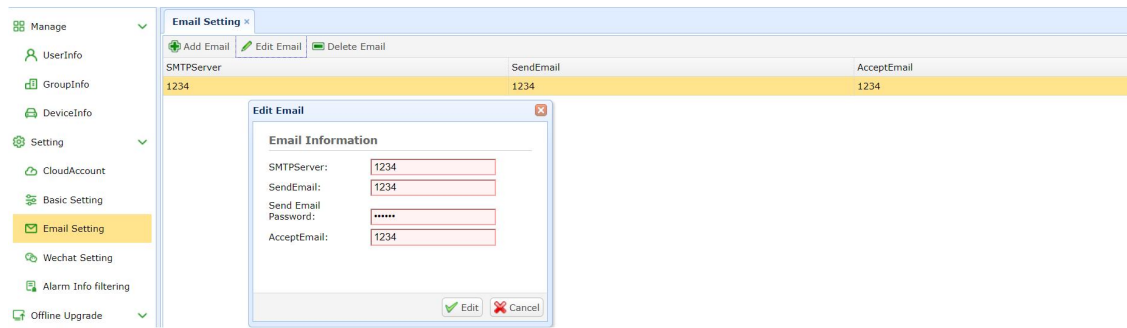 Manage
UserInfo
GroupInfo
DeviceInfo
Setting
CloudAccount
Basic Setting
Email Setting
Wechat Setting
Alarm Info filtering
Offline Upgrade
Email Setting ×
Add Email Edit Email Delete Email
SMTPServer SendEmail AcceptEmail
1234 1234 1234
Edit Email
Email Information
SMTPServer: 1234
SendEmail: 1234
Send Email
Password: ••••••
AcceptEmail: 1234
Edit Cancel